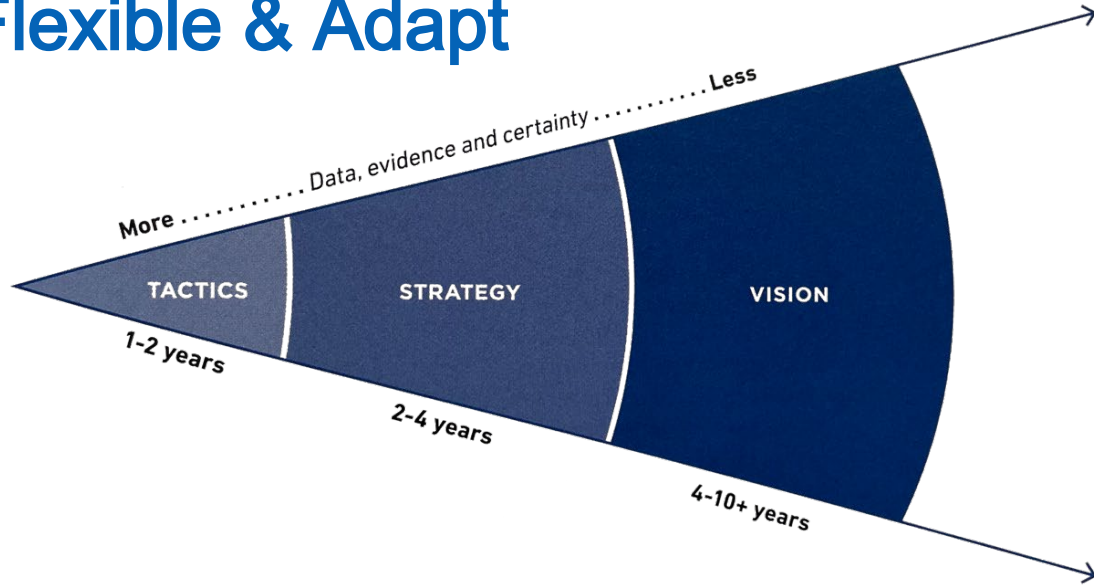 Flexible & Adapt
More .......... Data, evidence and certainty .......... Less
TACTICS
STRATEGY
VISION
1-2 years
2-4 years
4-10+ years